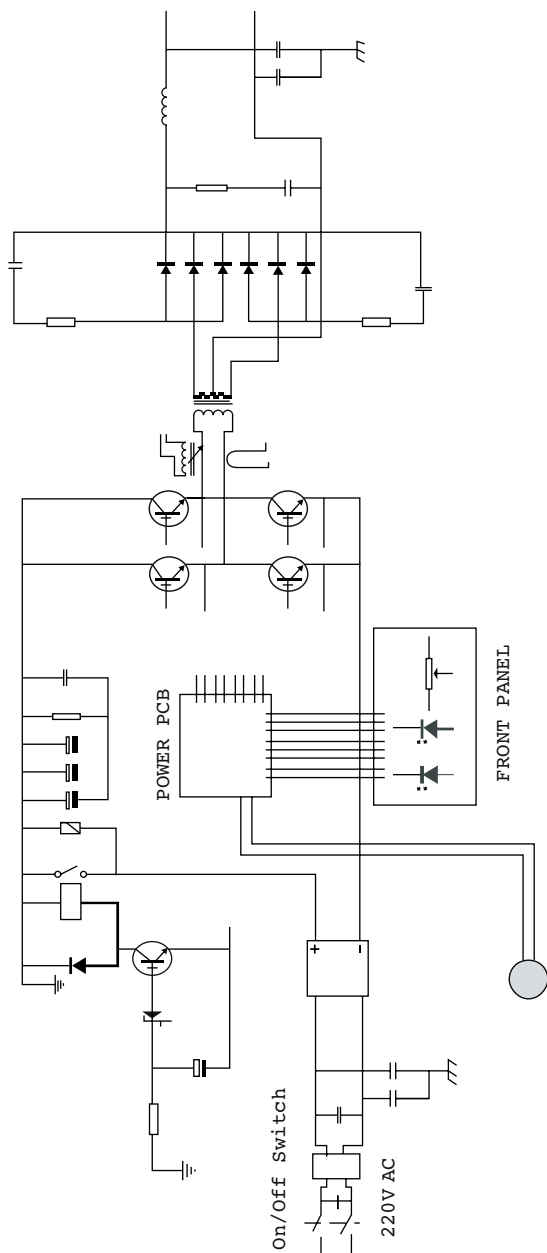 POWER PCB
FRONT PANEL
+
-
On/Off Switch
220V AC